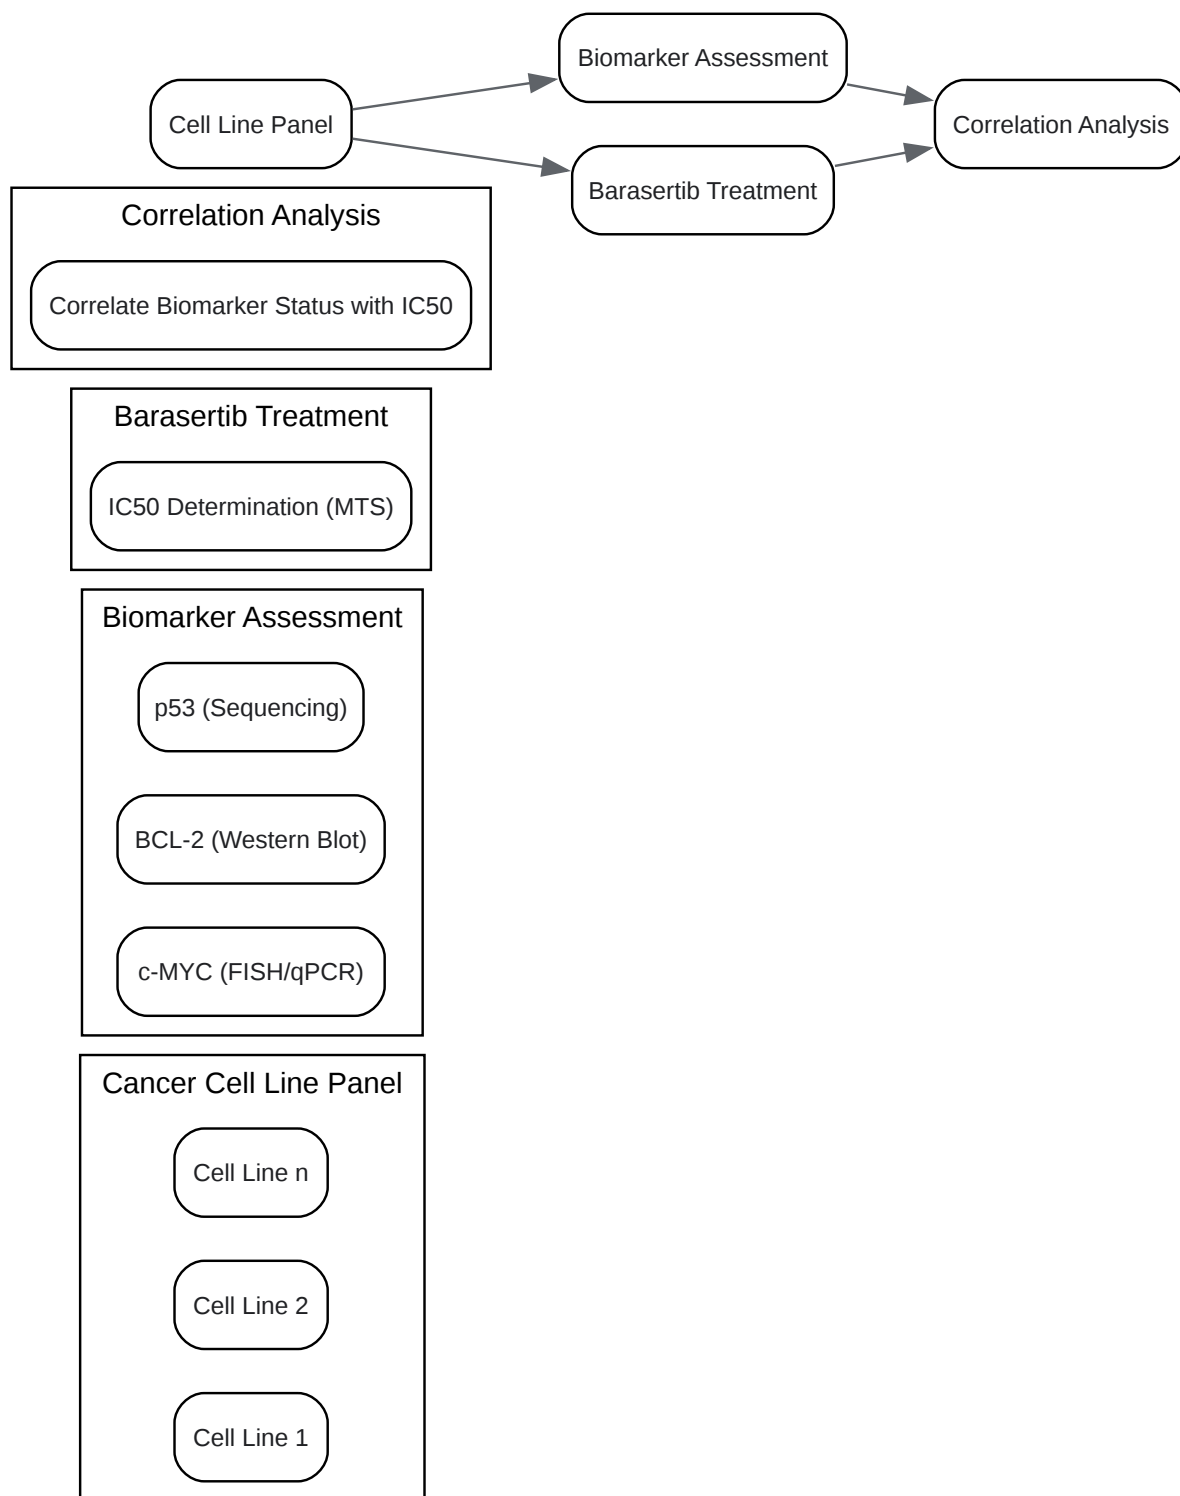 Biomarker Assessment
Cell Line Panel
Correlation Analysis
Barasertib Treatment
Correlation Analysis
Correlate Biomarker Status with IC50
Barasertib Treatment
IC50 Determination (MTS)
Biomarker Assessment
p53 (Sequencing)
BCL-2 (Western Blot)
c-MYC (FISH/qPCR)
Cancer Cell Line Panel
Cell Line n
Cell Line 2
Cell Line 1